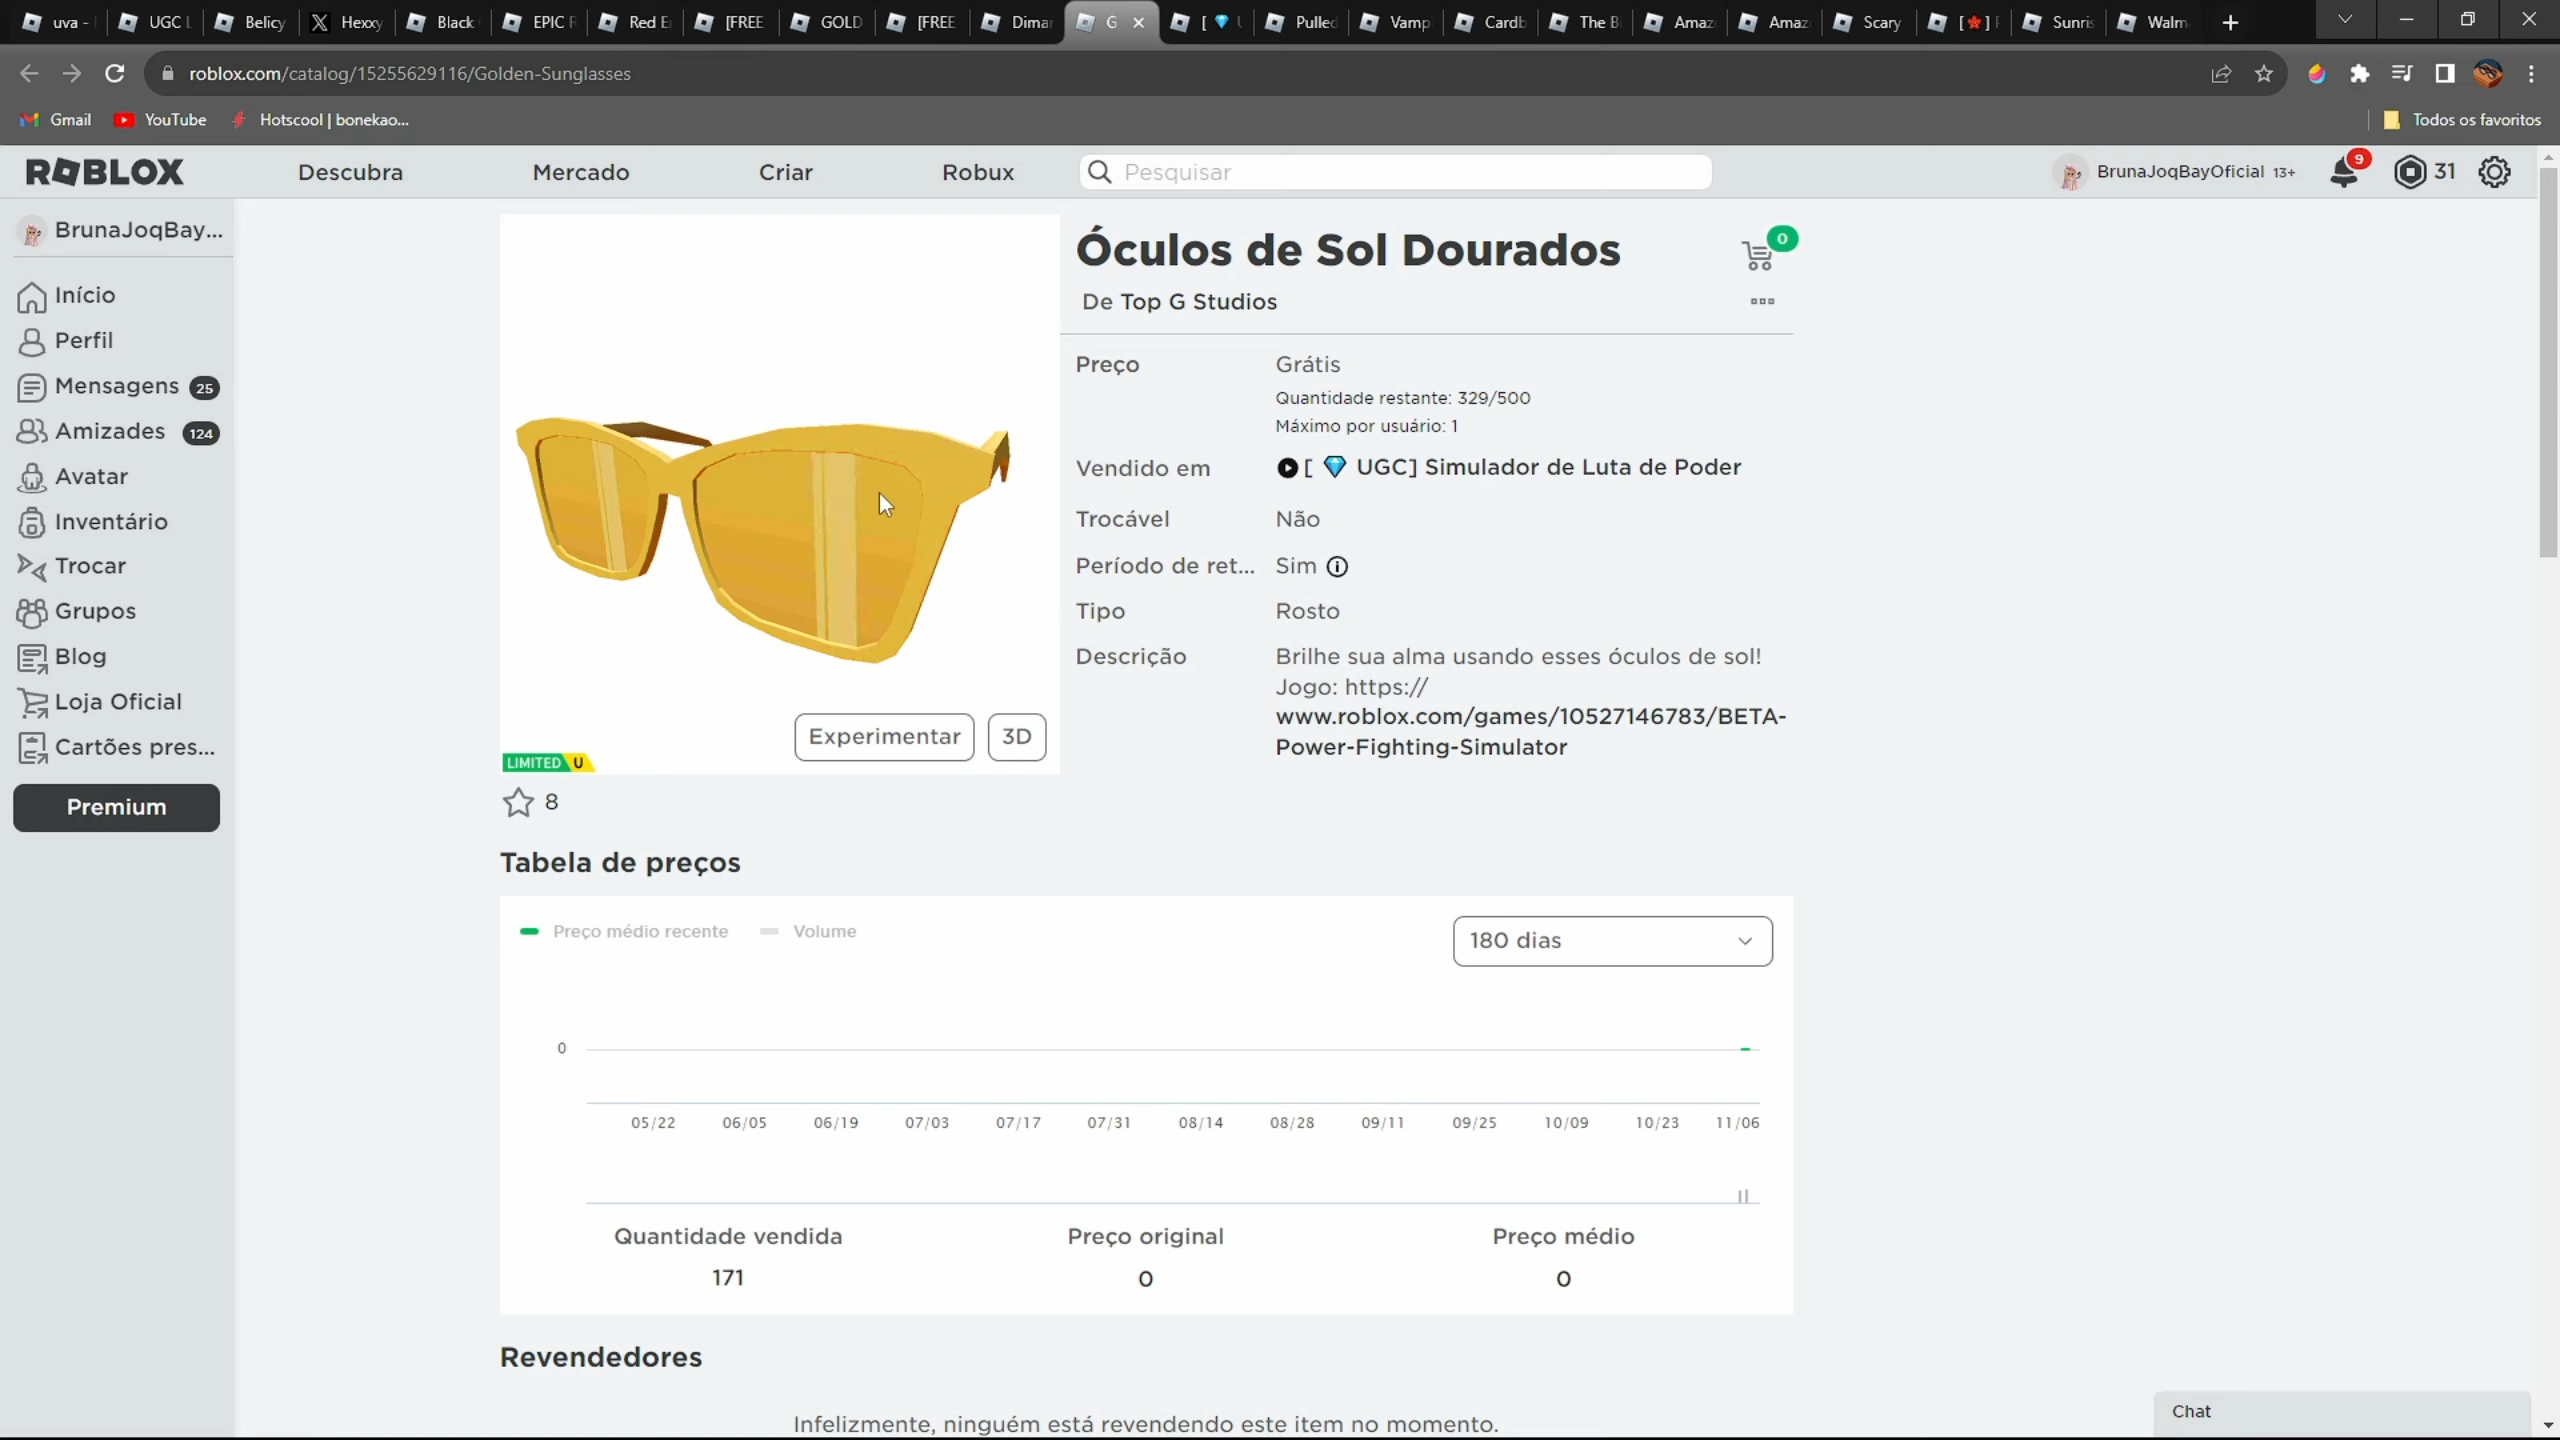 uva -
UGC L
Belicy
Hexxy
Black
EPIC R
Red E
[FREE
GOLD
[FREE
Dimar
G
[ 💎 U
Pulled
Vamp
Cardb
The B
Amaz
Amaz
Scary
[🌺] F
Sunris
Walm
roblox.com/catalog/15255629116/Golden-Sunglasses
Gmail
YouTube
Hotscool | bonekao...
Todos os favoritos
ROBLOX
Descubra
Mercado
Criar
Robux
Pesquisar
BrunaJoqBayOficial 13+
9
31
BrunaJoqBay...
Início
Perfil
Mensagens 25
Amizades 124
Avatar
Inventário
Trocar
Grupos
Blog
Loja Oficial
Cartões pres...
Premium
Experimentar
3D
LIMITED U
8
Óculos de Sol Dourados
0
De Top G Studios
Preço Grátis
Quantidade restante: 329/500
Máximo por usuário: 1
Vendido em [ 💎 UGC] Simulador de Luta de Poder
Trocável Não
Período de ret... Sim
Tipo Rosto
Descrição Brilhe sua alma usando esses óculos de sol!
Jogo: https://
www.roblox.com/games/10527146783/BETA-
Power-Fighting-Simulator
Tabela de preços
Preço médio recente Volume
180 dias
0
05/22 06/05 06/19 07/03 07/17 07/31 08/14 08/28 09/11 09/25 10/09 10/23 11/06
Quantidade vendida Preço original Preço médio
171 0 0
Revendedores
Infelizmente, ninguém está revendendo este item no momento.
Chat